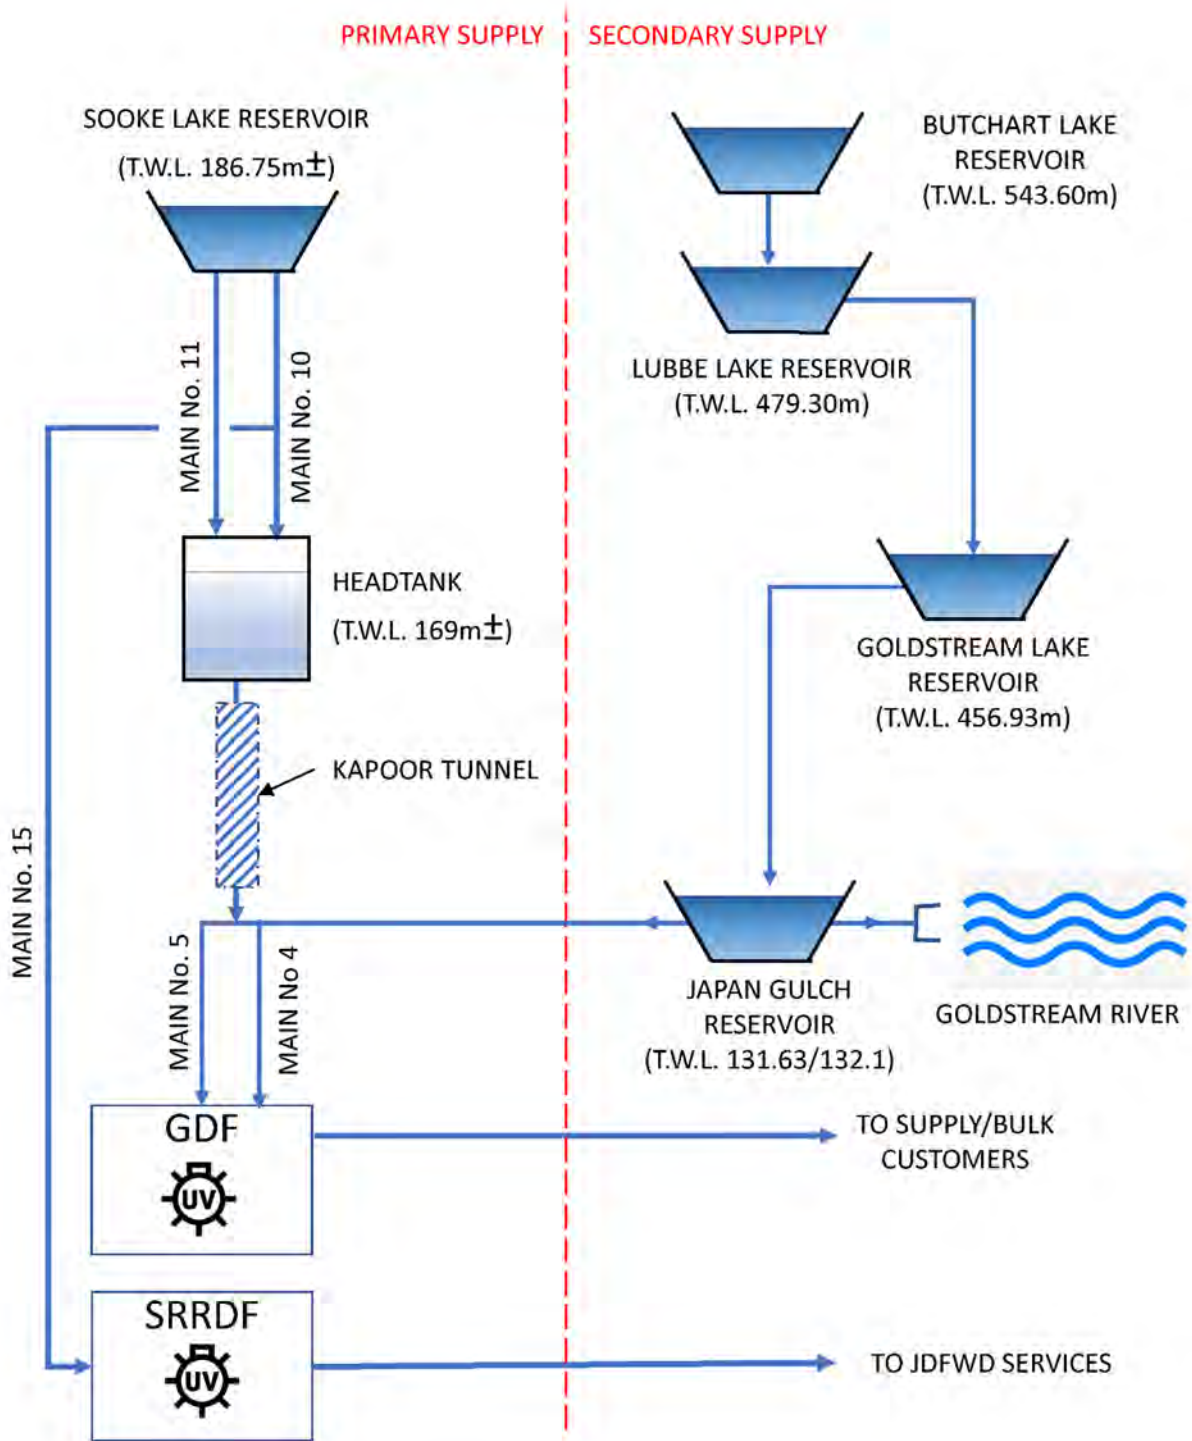 PRIMARY SUPPLY
SECONDARY SUPPLY
SOOKE LAKE RESERVOIR
(T.W.L. 186.75m±)
BUTCHART LAKE
RESERVOIR
(T.W.L. 543.60m)
LUBBE LAKE RESERVOIR
(T.W.L. 479.30m)
MAIN No. 11
MAIN No. 10
HEADTANK
(T.W.L. 169m±)
GOLDSTREAM LAKE
RESERVOIR
(T.W.L. 456.93m)
KAPOOR TUNNEL
MAIN No. 15
MAIN No. 5
MAIN No 4
JAPAN GULCH
RESERVOIR
(T.W.L. 131.63/132.1)
GOLDSTREAM RIVER
GDF
UV
TO SUPPLY/BULK
CUSTOMERS
SRRDF
UV
TO JDFWD SERVICES